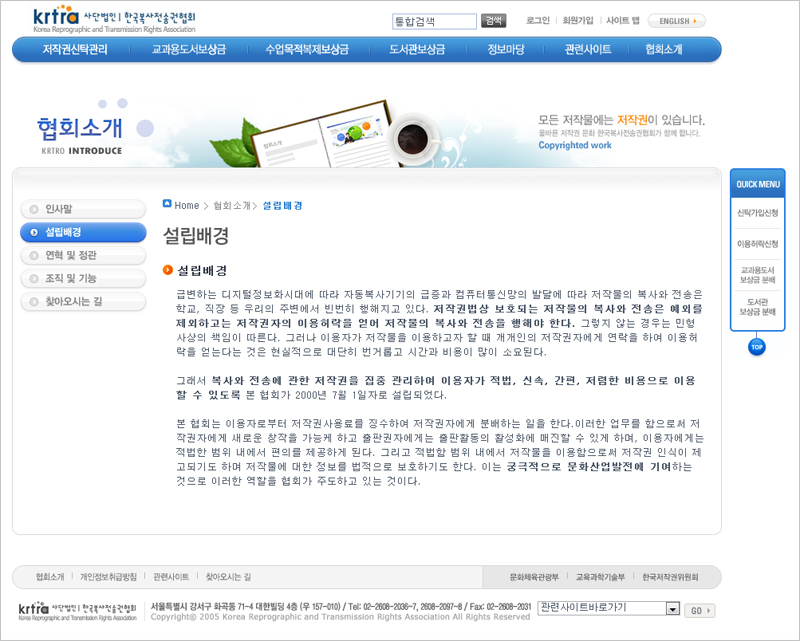 krtra 사단법인 | 한국복사전송권협회
Korea Reprographic and Transmission Rights Association
통합검색 검색 로그인 회원가입 사이트 맵 ENGLISH
저작권신탁관리 교과용도서보상금 수업목적복제보상금 도서관보상금 정보마당 관련사이트 협회소개
협회소개
KRTRO INTRODUCE
협회소개
모든 저작물에는 저작권이 있습니다.
올바른 저작권 문화 한국복사전송권협회가 함께 합니다.
Copyrighted work
QUICK MENU
신탁가입신청
이용허락신청
교과용도서
보상금 분배
도서관
보상금 분배
TOP
인사말
설립배경
연혁 및 정관
조직 및 기능
찾아오시는 길
Home > 협회소개> 설립배경
설립배경
설립배경
급변하는 디지털정보화시대에 따라 자동복사기기의 급증과 컴퓨터통신망의 발달에 따라 저작물의 복사와 전송은
학교, 직장 등 우리의 주변에서 빈번히 행해지고 있다. 저작권법상 보호되는 저작물의 복사와 전송은 예외를
제외하고는 저작권자의 이용허락을 얻어 저작물의 복사와 전송을 행해야 한다. 그렇지 않는 경우는 민형
사상의 책임이 따른다. 그러나 이용자가 저작물을 이용하고자 할 때 개개인의 저작권자에게 연락을 하여 이용허
락을 얻는다는 것은 현실적으로 대단히 번거롭고 시간과 비용이 많이 소요된다.
그래서 복사와 전송에 관한 저작권을 집중 관리하여 이용자가 적법, 신속, 간편, 저렴한 비용으로 이용
할 수 있도록 본 협회가 2000년 7월 1일자로 설립되었다.
본 협회는 이용자로부터 저작권사용료를 징수하여 저작권자에게 분배하는 일을 한다.이러한 업무를 함으로써 저
작권자에게 새로운 창작을 가능케 하고 출판권자에게는 출판활동의 활성화에 매진할 수 있게 하며, 이용자에게는
적법한 범위 내에서 편의를 제공하게 된다. 그리고 적법한 범위 내에서 저작물을 이용함으로써 저작권 인식이 제
고되기도 하며 저작물에 대한 정보를 법적으로 보호하기도 한다. 이는 궁극적으로 문화산업발전에 기여하는
것으로 이러한 역할을 협회가 주도하고 있는 것이다.
협회소개 | 개인정보취급방침 | 관련사이트 | 찾아오시는 길 문화체육관광부 | 교육과학기술부 | 한국저작권위원회
krtra 사단법인 | 한국복사전송권협회
Korea Reprographic and Transmission Rights Association
서울특별시 강서구 화곡동 71-4 대한빌딩 4층 (우 157-010) / Tel: 02-2608-2036~7, 2608-2097~8 / Fax: 02-2608-2031
Copyright© 2005 Korea Reprographic and Transmission Rights Association All Rights Reserved
관련사이트바로가기 GO